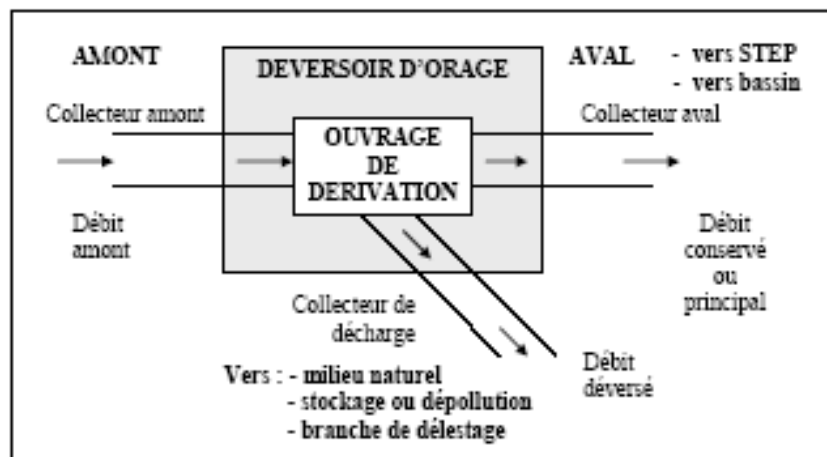 AMONT
DEVERSOIR D'ORAGE
AVAL
- vers STEP
- vers bassin
Collecteur amont
Collecteur aval
OUVRAGE
DE
DERIVATION
Débit
amont
Débit
conservé
ou
principal
Collecteur de
décharge
Débit
déversé
Vers : - milieu naturel
- stockage ou dépollution
- branche de délestage